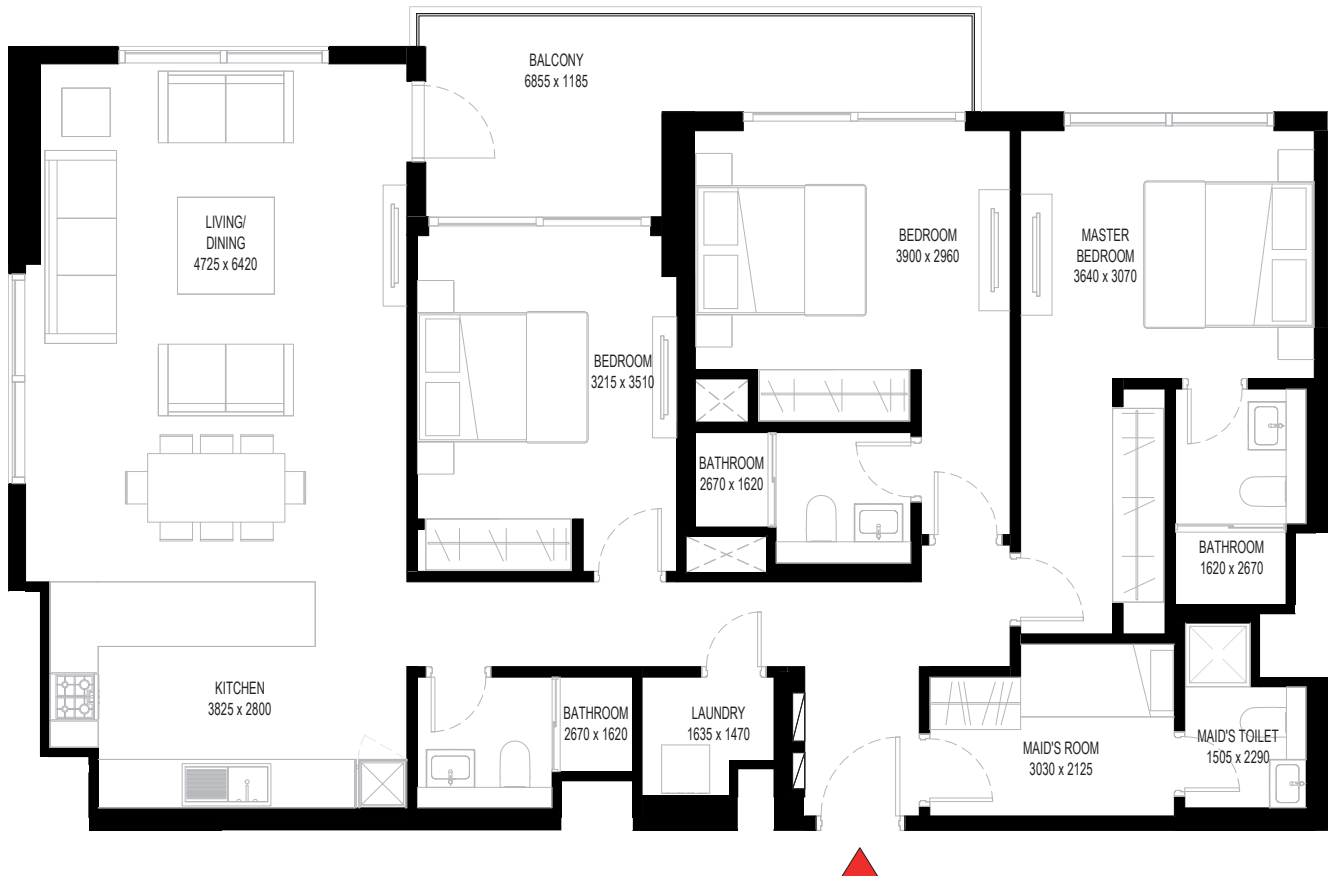 BALCONY
6855 x 1185
LIVING/
DINING
4725 x 6420
BEDROOM
3900 x 2960
MASTER
BEDROOM
3640 x 3070
BEDROOM
3215 x 3510
BATHROOM
2670 x 1620
BATHROOM
1620 x 2670
KITCHEN
3825 x 2800
BATHROOM
2670 x 1620
LAUNDRY
1635 x 1470
MAID'S ROOM
3030 x 2125
MAID'S TOILET
1505 x 2290